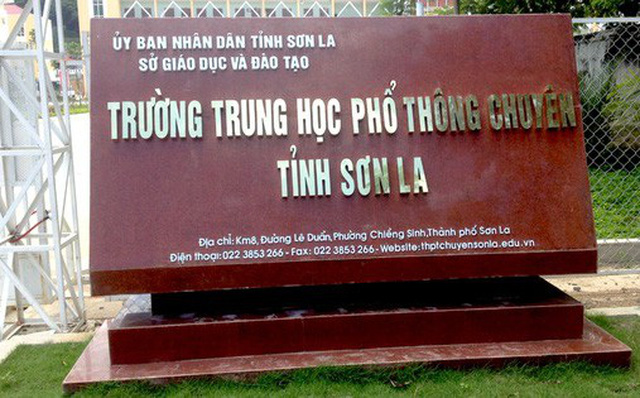 ỦY BAN NHÂN DÂN TỈNH SƠN LA
SỞ GIÁO DỤC VÀ ĐÀO TẠO
TRƯỜNG TRUNG HỌC PHỔ THÔNG CHUYÊN
TỈNH SƠN LA
Địa chỉ: Km8, Đường Lê Duẩn, Phường Chiềng Sinh,Thành phố Sơn La
Điện thoại: 022 3853 266 - Fax: 022 3853 266 - Website: thptchuyensonla.edu.vn